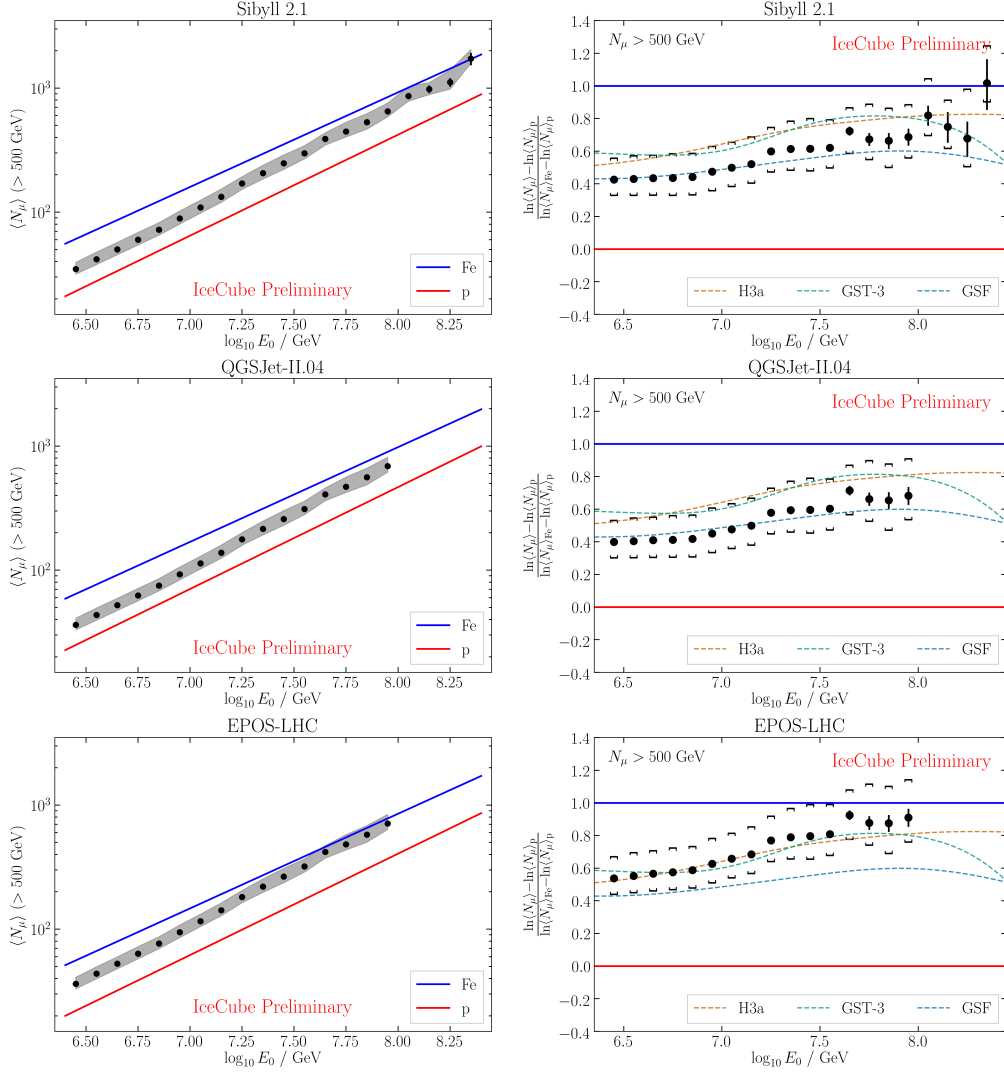 Sibyll 2.1
10³
10²
⟨N_μ⟩ (> 500 GeV)
IceCube Preliminary
Fe
p
6.50 6.75 7.00 7.25 7.50 7.75 8.00 8.25
log₁₀ E₀ / GeV
Sibyll 2.1
N_μ > 500 GeV
IceCube Preliminary
1.4
1.2
1.0
0.8
0.6
0.4
0.2
0.0
−0.2
−0.4
ln⟨N_μ⟩−ln⟨N_μ⟩_p
ln⟨N_μ⟩_Fe−ln⟨N_μ⟩_p
H3a GST-3 GSF
6.5 7.0 7.5 8.0
log₁₀ E₀ / GeV
QGSJet-II.04
10³
10²
⟨N_μ⟩ (> 500 GeV)
IceCube Preliminary
Fe
p
6.50 6.75 7.00 7.25 7.50 7.75 8.00 8.25
log₁₀ E₀ / GeV
QGSJet-II.04
N_μ > 500 GeV
IceCube Preliminary
1.4
1.2
1.0
0.8
0.6
0.4
0.2
0.0
−0.2
−0.4
ln⟨N_μ⟩−ln⟨N_μ⟩_p
ln⟨N_μ⟩_Fe−ln⟨N_μ⟩_p
H3a GST-3 GSF
6.5 7.0 7.5 8.0
log₁₀ E₀ / GeV
EPOS-LHC
10³
10²
⟨N_μ⟩ (> 500 GeV)
IceCube Preliminary
Fe
p
6.50 6.75 7.00 7.25 7.50 7.75 8.00 8.25
log₁₀ E₀ / GeV
EPOS-LHC
N_μ > 500 GeV
IceCube Preliminary
1.4
1.2
1.0
0.8
0.6
0.4
0.2
0.0
−0.2
−0.4
ln⟨N_μ⟩−ln⟨N_μ⟩_p
ln⟨N_μ⟩_Fe−ln⟨N_μ⟩_p
H3a GST-3 GSF
6.5 7.0 7.5 8.0
log₁₀ E₀ / GeV